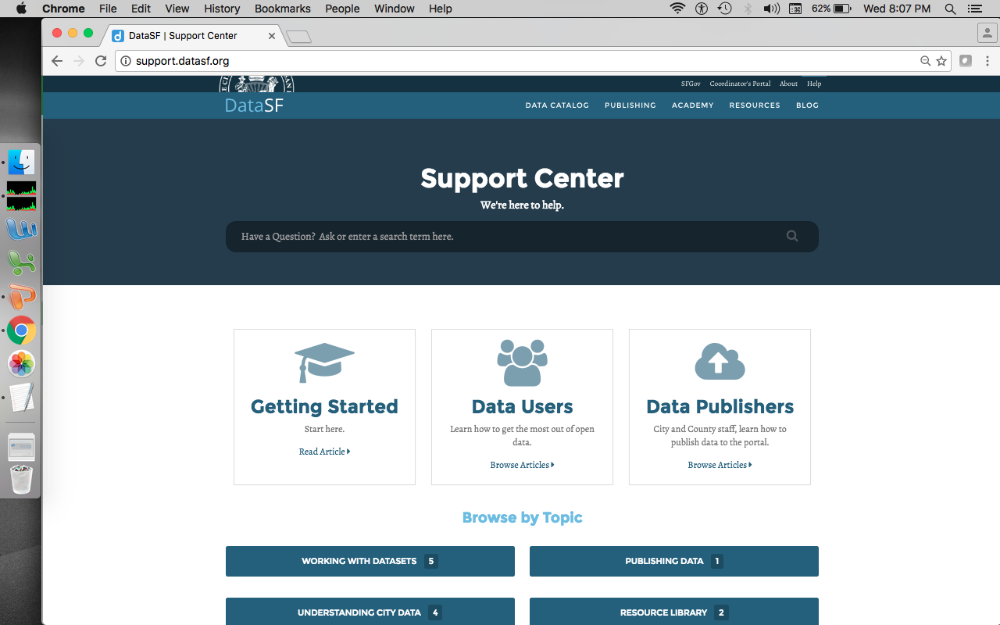 Chrome File Edit View History Bookmarks People Window Help 62% Wed 8:07 PM
DataSF | Support Center
support.datasf.org
SFGov Coordinator's Portal About Help
DataSF DATA CATALOG PUBLISHING ACADEMY RESOURCES BLOG
Support Center
We're here to help.
Have a Question? Ask or enter a search term here.
Getting Started
Start here.
Read Article
Data Users
Learn how to get the most out of open
data.
Browse Articles
Data Publishers
City and County staff, learn how to
publish data to the portal.
Browse Articles
Browse by Topic
WORKING WITH DATASETS 5
PUBLISHING DATA 1
UNDERSTANDING CITY DATA 4
RESOURCE LIBRARY 2